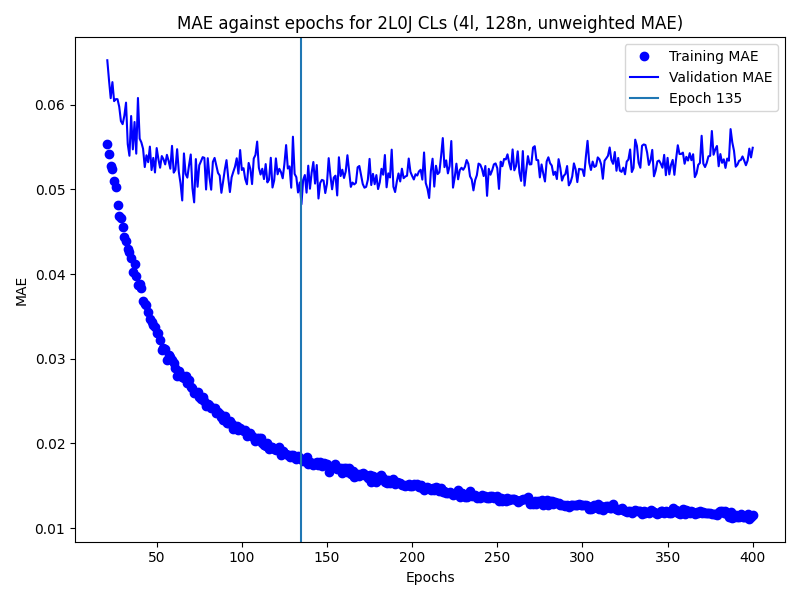 MAE against epochs for 2L0J CLs (4l, 128n, unweighted MAE)
Training MAE
Validation MAE
Epoch 135
0.06
0.05
0.04
0.03
0.02
0.01
MAE
50 100 150 200 250 300 350 400
Epochs